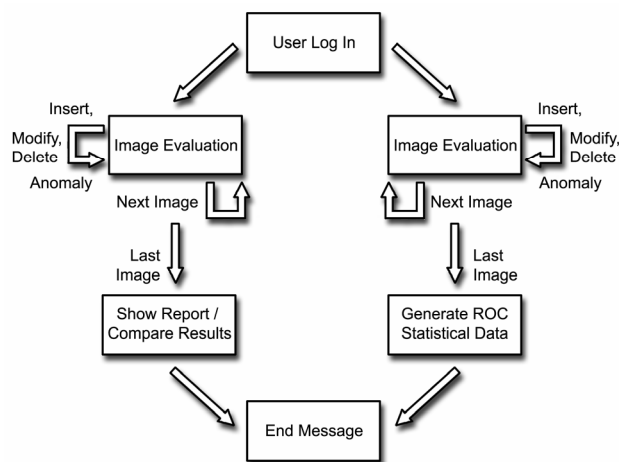 User Log In
Insert,
Modify,
Delete
Anomaly
Image Evaluation
Next Image
Last
Image
Show Report /
Compare Results
Image Evaluation
Insert,
Modify,
Delete
Anomaly
Next Image
Last
Image
Generate ROC
Statistical Data
End Message